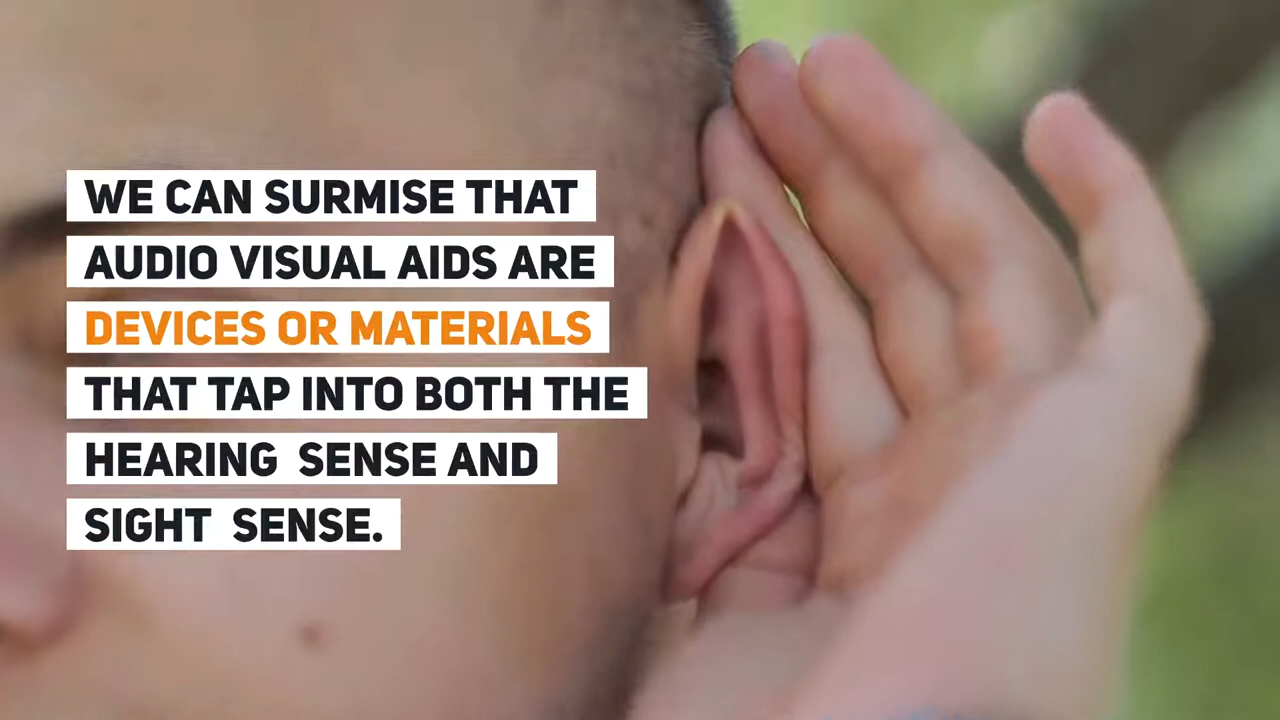 WE CAN SURMISE THAT
AUDIO VISUAL AIDS ARE
DEVICES OR MATERIALS
THAT TAP INTO BOTH THE
HEARING SENSE AND
SIGHT SENSE.